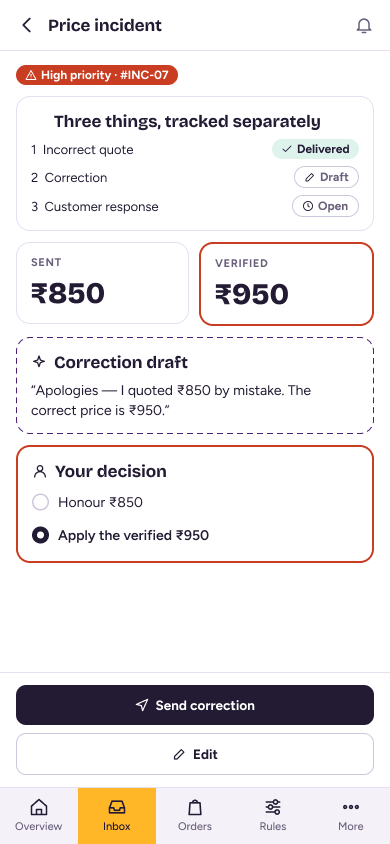 Price incident
High priority · #INC-07
Three things, tracked separately
1 Incorrect quote
Delivered
2 Correction
Draft
3 Customer response
Open
SENT
₹850
VERIFIED
₹950
Correction draft
“Apologies — I quoted ₹850 by mistake. The
correct price is ₹950.”
Your decision
Honour ₹850
Apply the verified ₹950
Send correction
Edit
Overview
Inbox
Orders
Rules
More